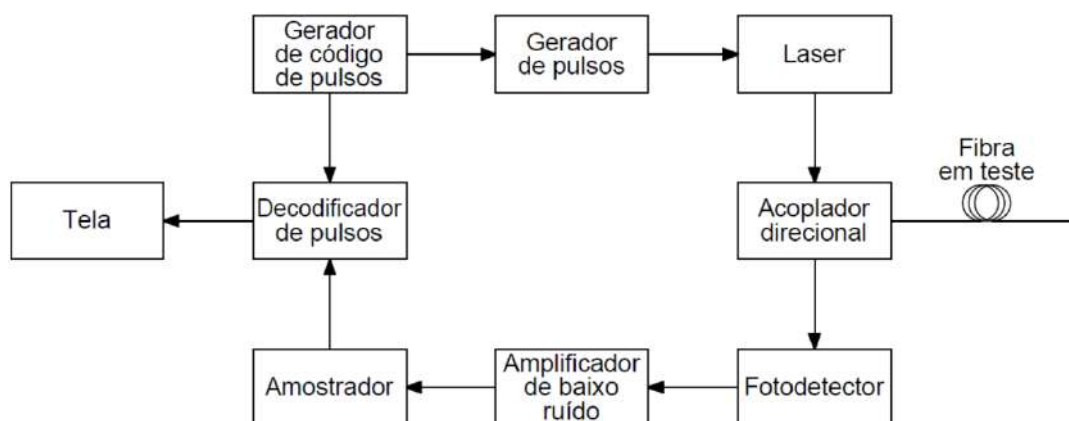 Gerador
de código
de pulsos
Gerador
de pulsos
Laser
Fibra
em teste
Tela
Decodificador
de pulsos
Acoplador
direcional
Amostrador
Amplificador
de baixo
ruído
Fotodetector